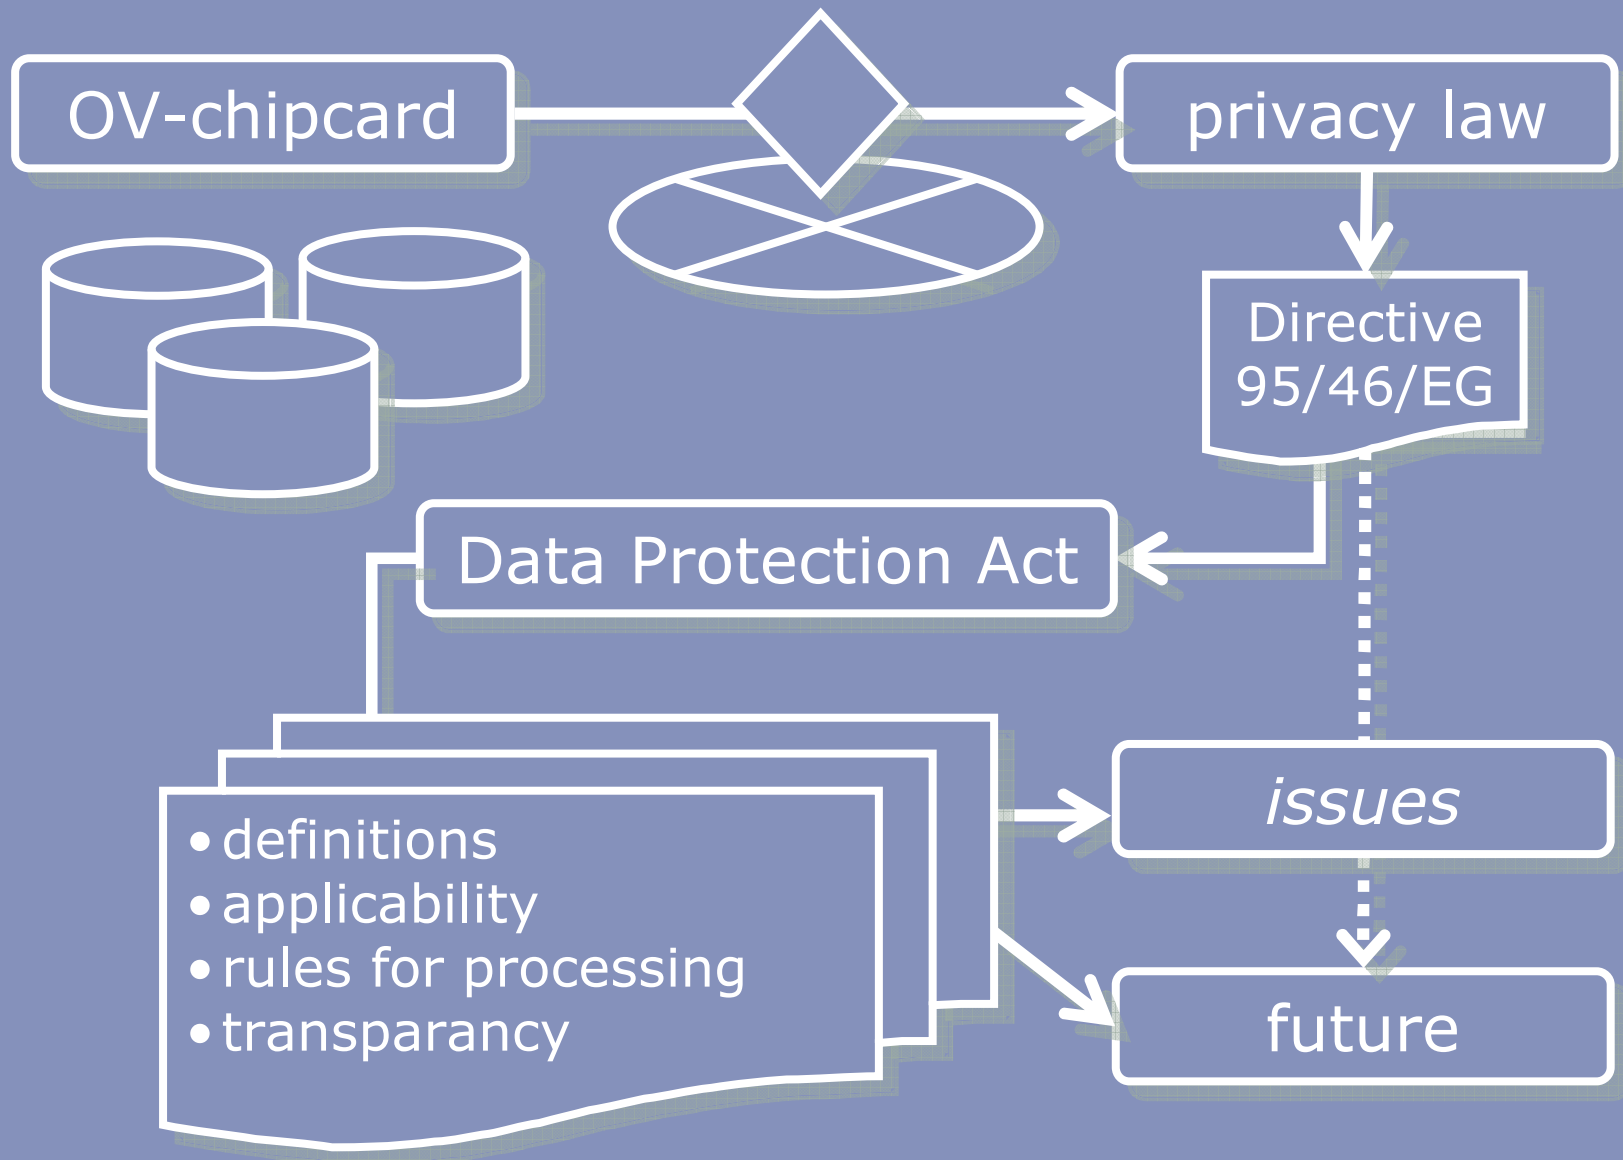 OV-chipcard
privacy law
Directive
95/46/EG
Data Protection Act
• definitions
• applicability
• rules for processing
• transparancy
issues
future